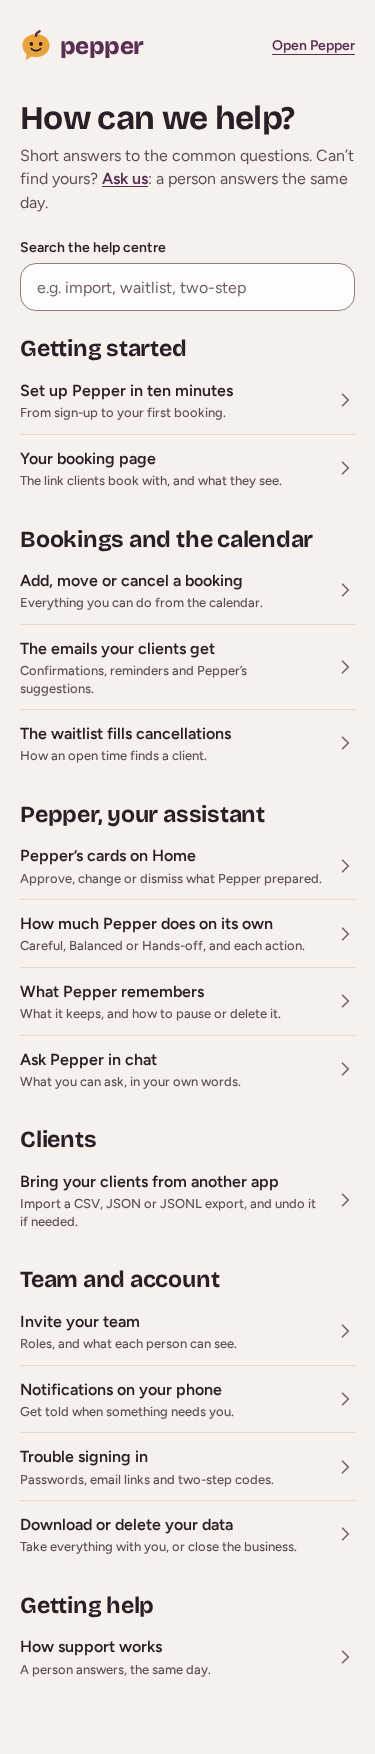 pepper
Open Pepper
How can we help?
Short answers to the common questions. Can’t
find yours? Ask us: a person answers the same
day.
Search the help centre
e.g. import, waitlist, two-step
Getting started
Set up Pepper in ten minutes
From sign-up to your first booking.
Your booking page
The link clients book with, and what they see.
Bookings and the calendar
Add, move or cancel a booking
Everything you can do from the calendar.
The emails your clients get
Confirmations, reminders and Pepper’s
suggestions.
The waitlist fills cancellations
How an open time finds a client.
Pepper, your assistant
Pepper’s cards on Home
Approve, change or dismiss what Pepper prepared.
How much Pepper does on its own
Careful, Balanced or Hands-off, and each action.
What Pepper remembers
What it keeps, and how to pause or delete it.
Ask Pepper in chat
What you can ask, in your own words.
Clients
Bring your clients from another app
Import a CSV, JSON or JSONL export, and undo it
if needed.
Team and account
Invite your team
Roles, and what each person can see.
Notifications on your phone
Get told when something needs you.
Trouble signing in
Passwords, email links and two-step codes.
Download or delete your data
Take everything with you, or close the business.
Getting help
How support works
A person answers, the same day.